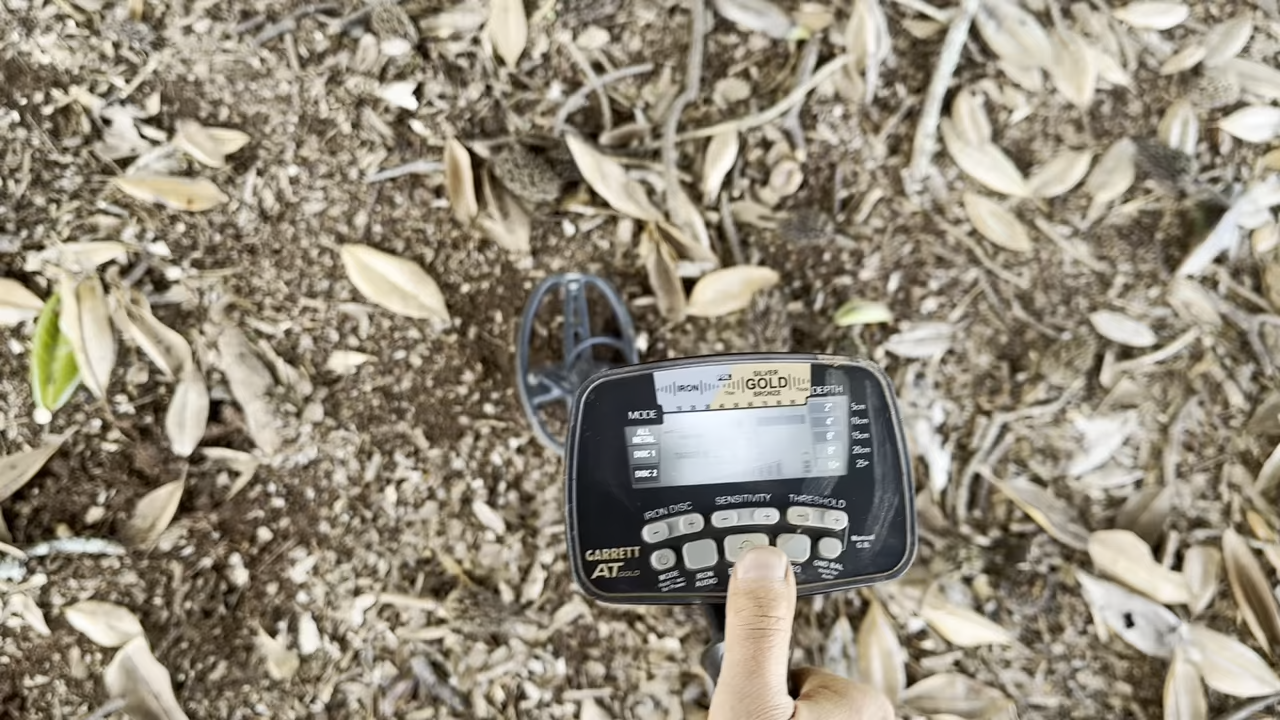 SILVER
IRON GOLD
BRONZE
DEPTH
MODE
2" 5cm
ALL METAL
4" 10cm
DISC 1
6" 15cm
8" 20cm
DISC 2
25+
IRON DISC SENSITIVITY THRESHOLD
- + - + - +
Manual
G.B.
GARRETT
AT GOLD
MODE
IRON
AUDIO
GND BAL